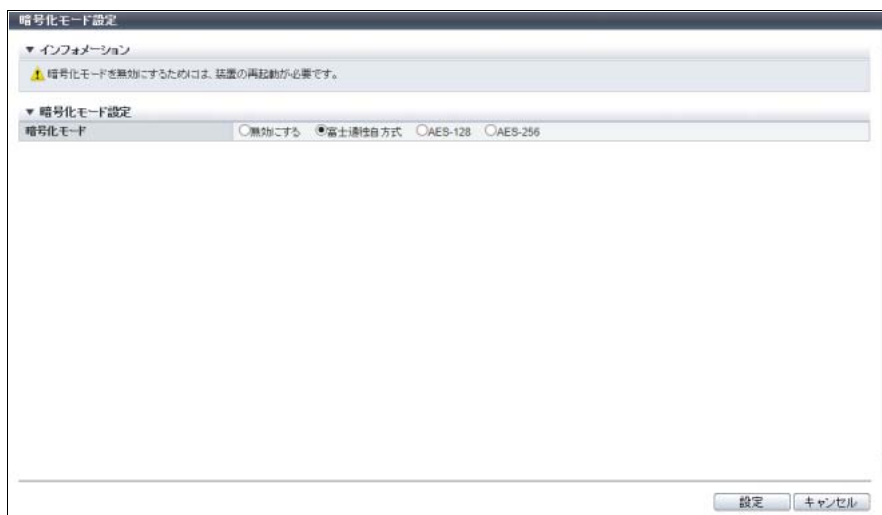 暗号化モード設定
▼ インフォメーション
暗号化モードを無効にするためには、装置の再起動が必要です。
▼ 暗号化モード設定
暗号化モード 無効にする 富士通独自方式 AES-128 AES-256
設定 キャンセル